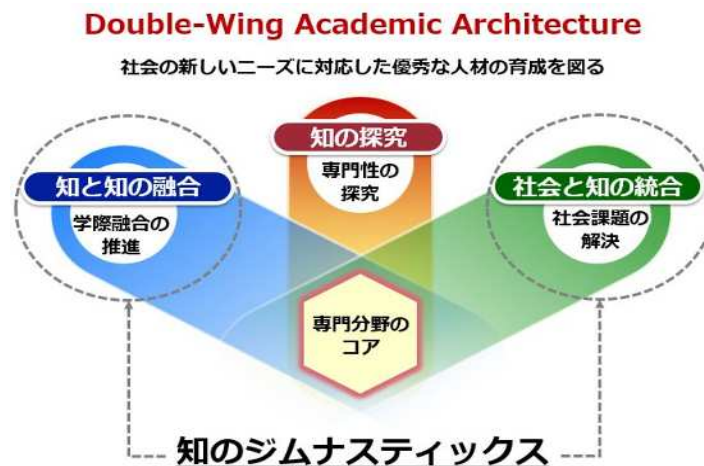 Double-Wing Academic Architecture
社会の新しいニーズに対応した優秀な人材の育成を図る
知の探究
専門性の
探究
知と知の融合
学際融合の
推進
社会と知の統合
社会課題の
解決
専門分野の
コア
知のジムナスティックス